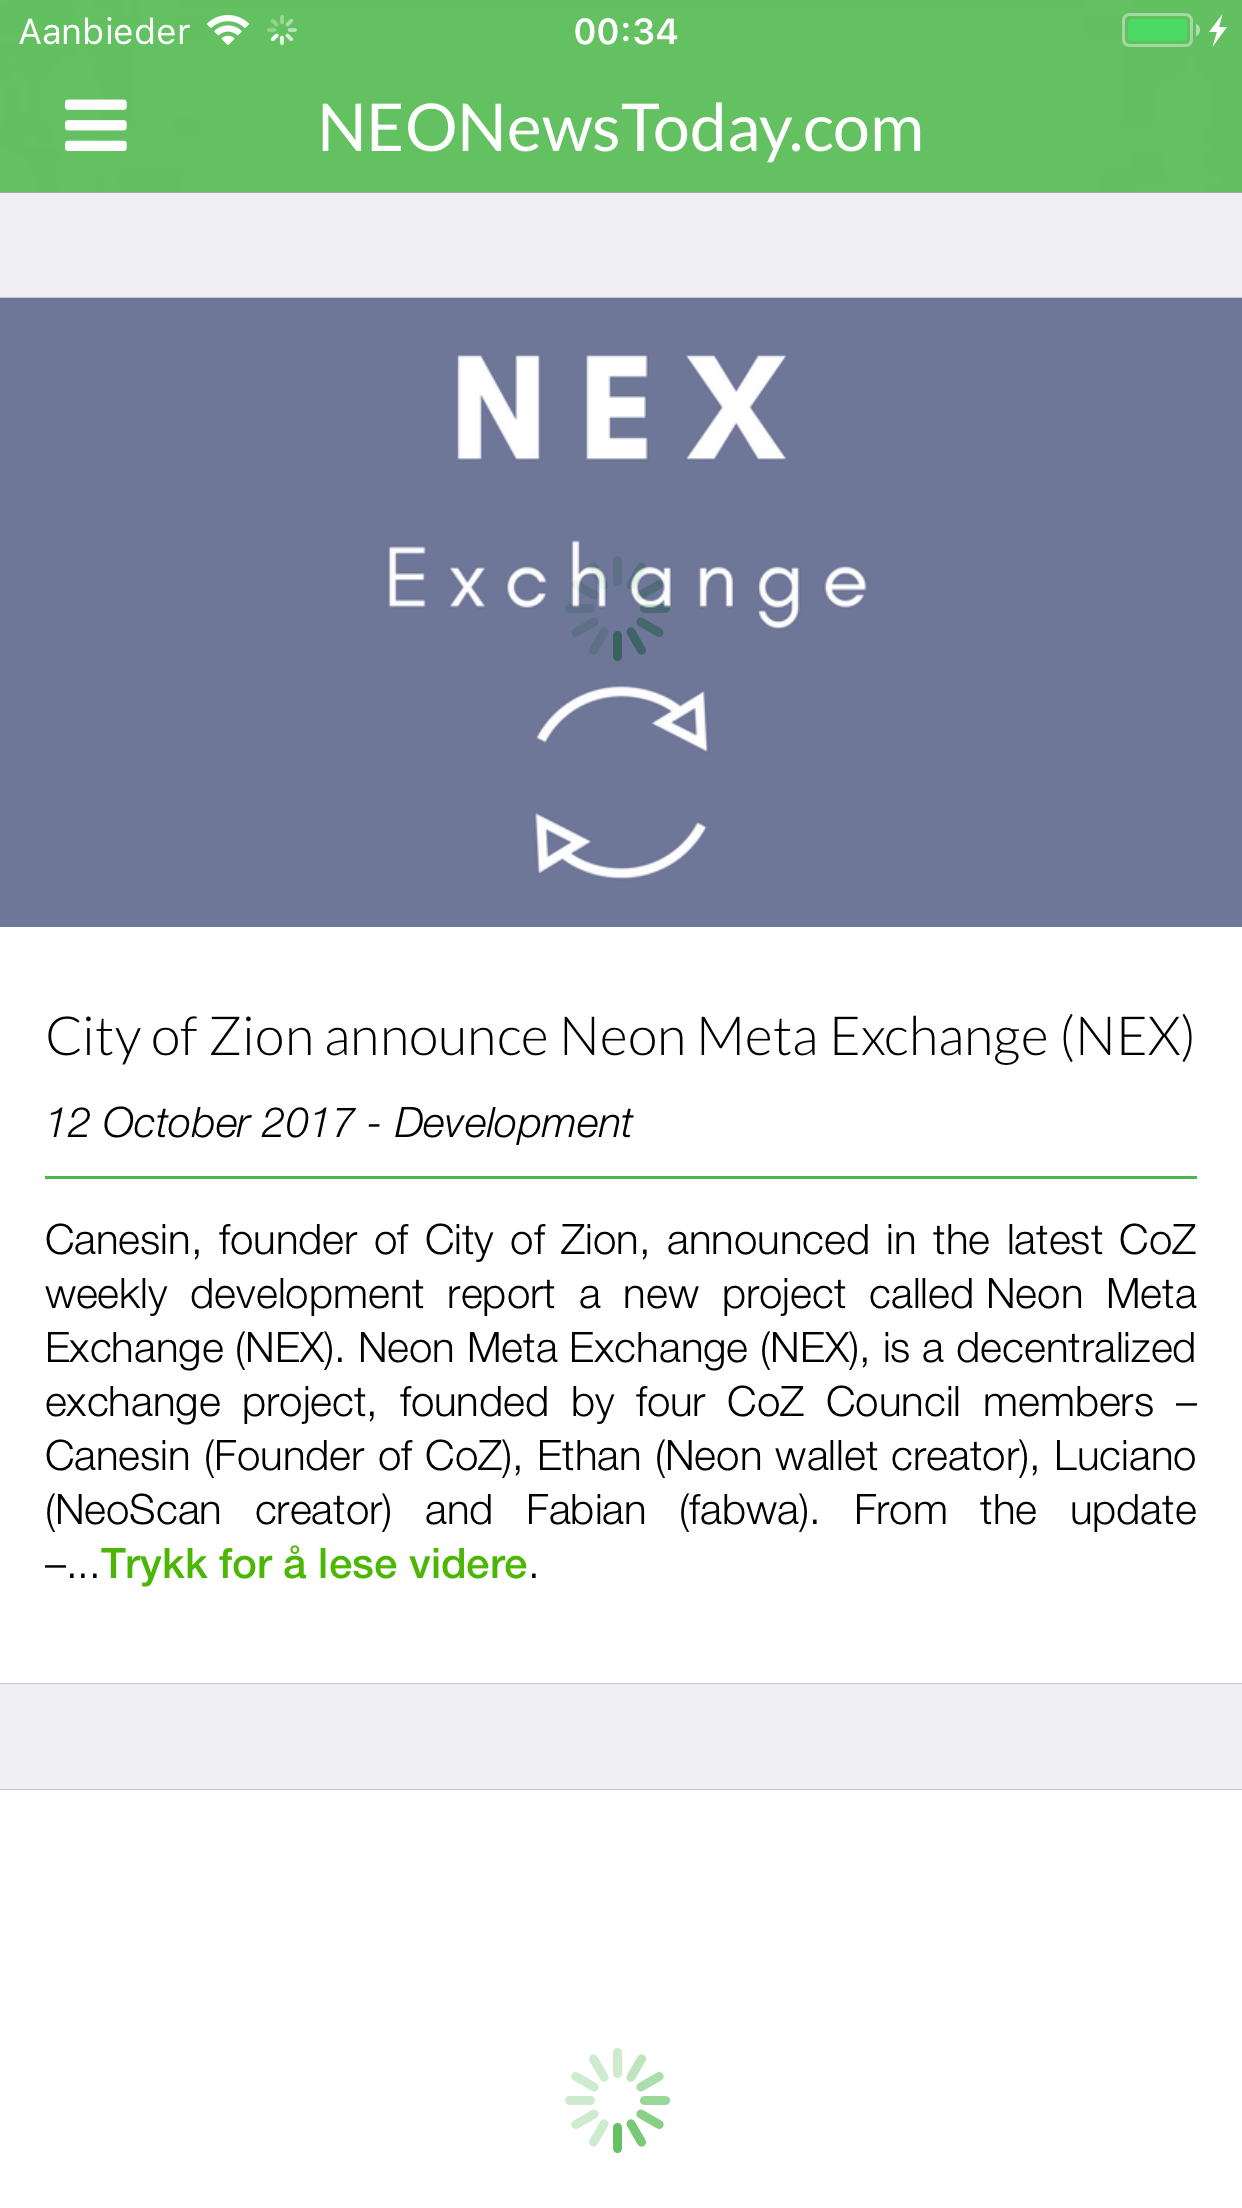 Aanbieder
00:34
NEONewsToday.com
NEX
Exchange
City of Zion announce Neon Meta Exchange (NEX)
12 October 2017 - Development
Canesin, founder of City of Zion, announced in the latest CoZ
weekly development report a new project called Neon Meta
Exchange (NEX). Neon Meta Exchange (NEX), is a decentralized
exchange project, founded by four CoZ Council members –
Canesin (Founder of CoZ), Ethan (Neon wallet creator), Luciano
(NeoScan creator) and Fabian (fabwa). From the update
–...Trykk for å lese videre.